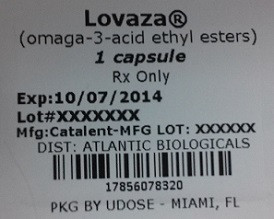 Lovaza®
(omaga-3-acid ethyl esters)
1 capsule
Rx Only
Exp:10/07/2014
Lot#XXXXXXX
Mfg:Catalent-MFG LOT: XXXXXX
DIST: ATLANTIC BIOLOGICALS
17856078320
PKG BY UDOSE - MIAMI, FL